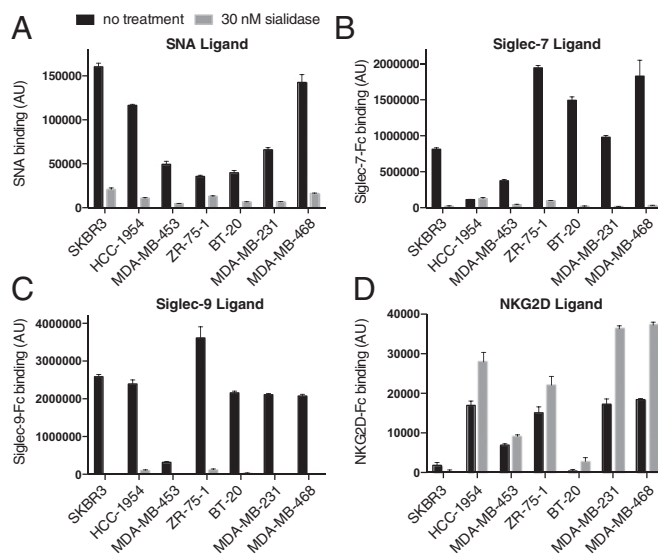 no treatment 30 nM sialidase
A SNA Ligand
SNA binding (AU)
150000
100000
50000
0
SKBR3
HCC-1954
MDA-MB-453
ZR-75-1
BT-20
MDA-MB-231
MDA-MB-468
B Siglec-7 Ligand
Siglec-7-Fc binding (AU)
2000000
1500000
1000000
500000
0
SKBR3
HCC-1954
MDA-MB-453
ZR-75-1
BT-20
MDA-MB-231
MDA-MB-468
C Siglec-9 Ligand
Siglec-9-Fc binding (AU)
4000000
3000000
2000000
1000000
0
SKBR3
HCC-1954
MDA-MB-453
ZR-75-1
BT-20
MDA-MB-231
MDA-MB-468
D NKG2D Ligand
NKG2D-Fc binding (AU)
40000
30000
20000
10000
0
SKBR3
HCC-1954
MDA-MB-453
ZR-75-1
BT-20
MDA-MB-231
MDA-MB-468